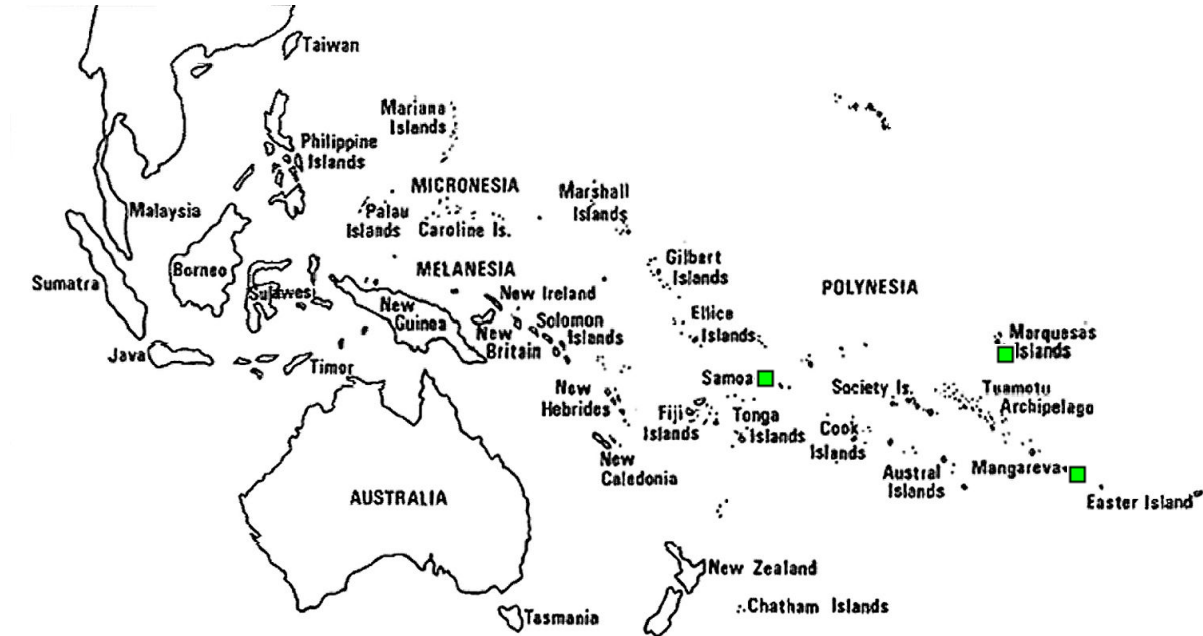 Taiwan
Mariana
Islands
Philippine
Islands
MICRONESIA
Marshall
Islands
Malaysia
Palau
Islands
Caroline Is.
Gilbert
Islands
MELANESIA
Sumatra
Borneo
Sulawesi
POLYNESIA
New Ireland
New
Guinea
Solomon
Islands
Ellice
Islands
New
Britain
Marquesas
Islands
Java
Timor
Samoa
Society Is.
Tuamotu
Archipelago
New
Hebrides
Fiji
Islands
Tonga
Islands
Cook
Islands
New
Caledonia
Austral
Islands
Mangareva
AUSTRALIA
Easter Island
New Zealand
Chatham Islands
Tasmania